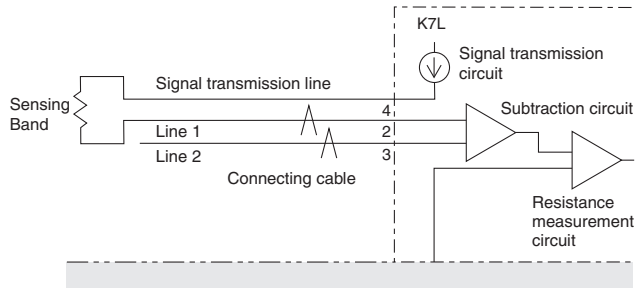 K7L
Signal transmission
circuit
Signal transmission line
Sensing
Band
4
Subtraction circuit
Line 1
2
Line 2
3
Connecting cable
Resistance
measurement
circuit